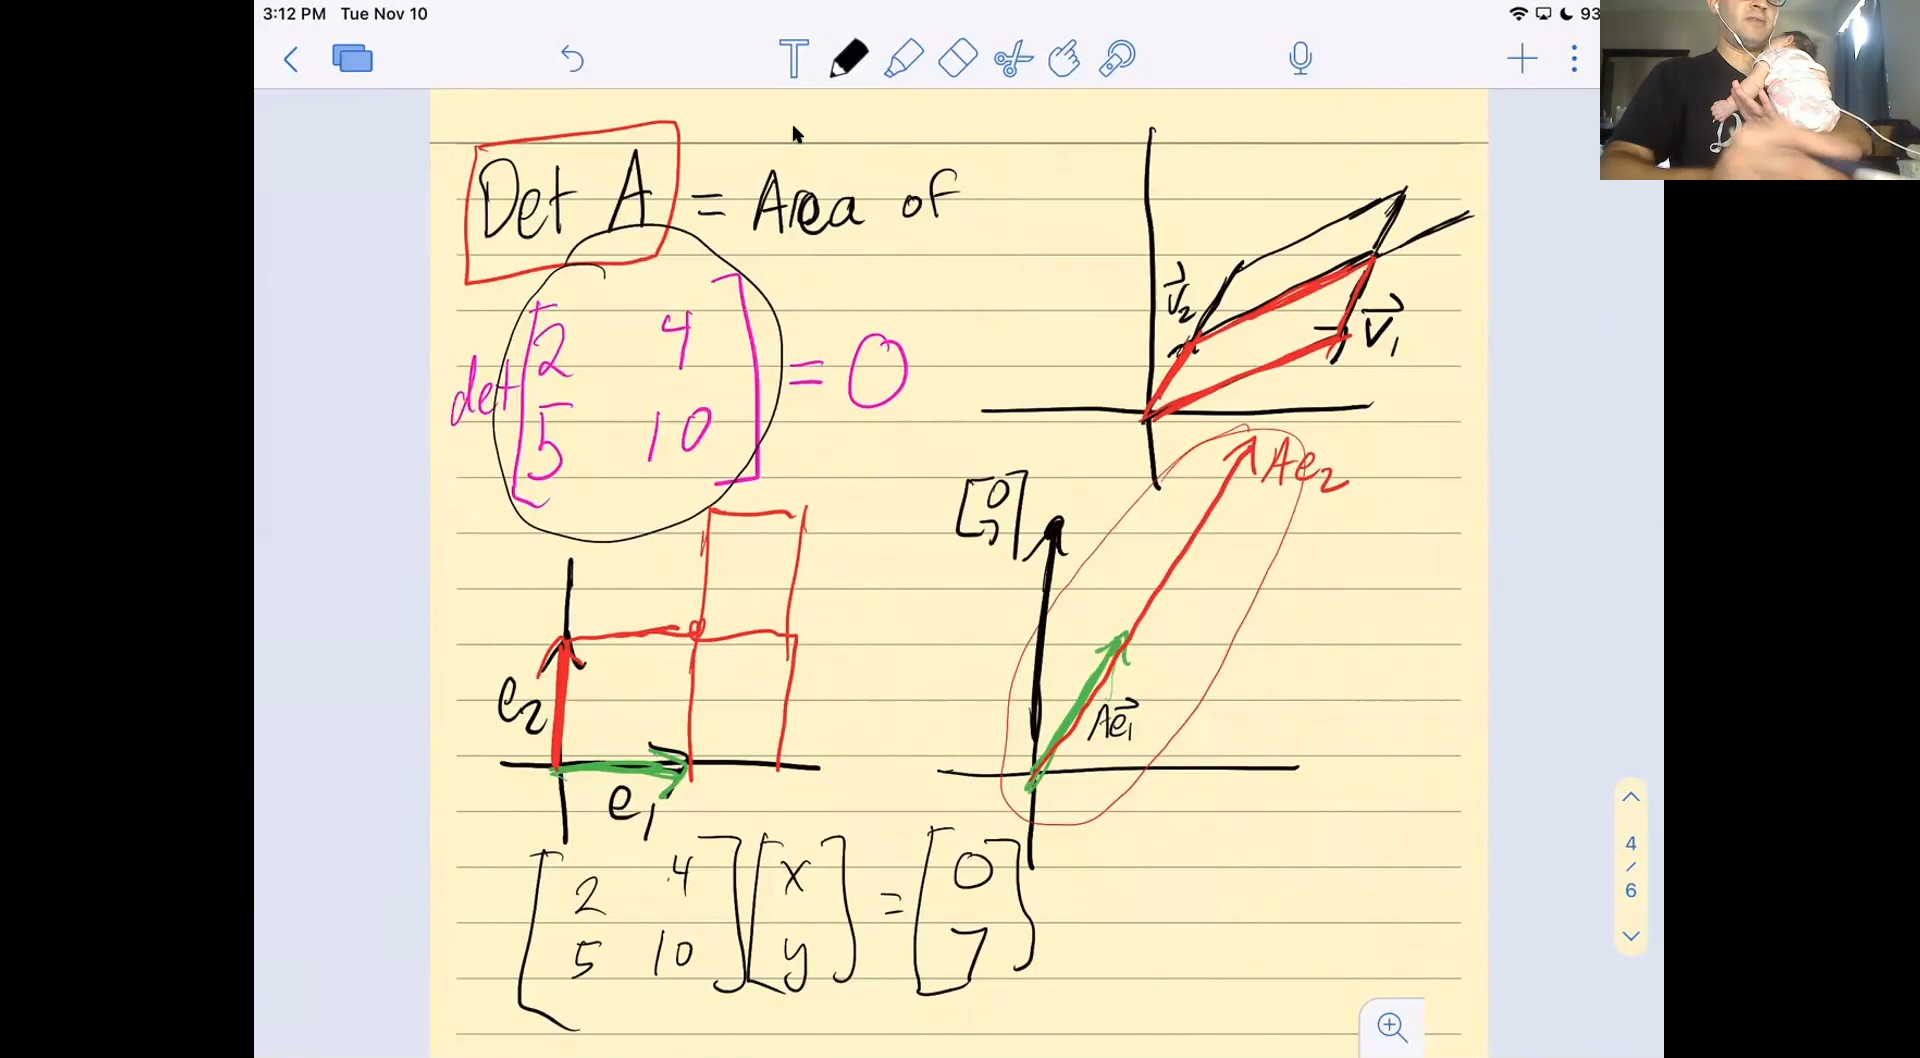 3:12 PM Tue Nov 10
93
Det A = Area of
det [2 4
5 10] = 0
V2
V1
Ae2
[0
7]
Ae1
e2
e1
[2 4
5 10] [x
y] = [0
7]
4
/
6